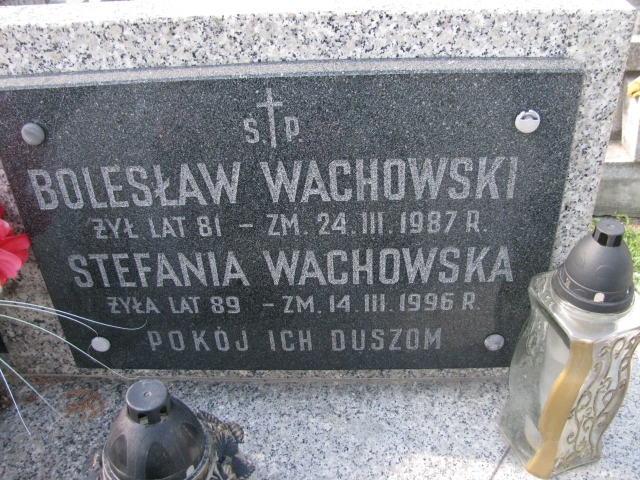 Ś.P.
BOLESŁAW WACHOWSKI
ŻYŁ LAT 81 - ZM. 24.III.1987 R.
STEFANIA WACHOWSKA
ŻYŁA LAT 89 - ZM. 14.III.1996 R.
POKÓJ ICH DUSZOM